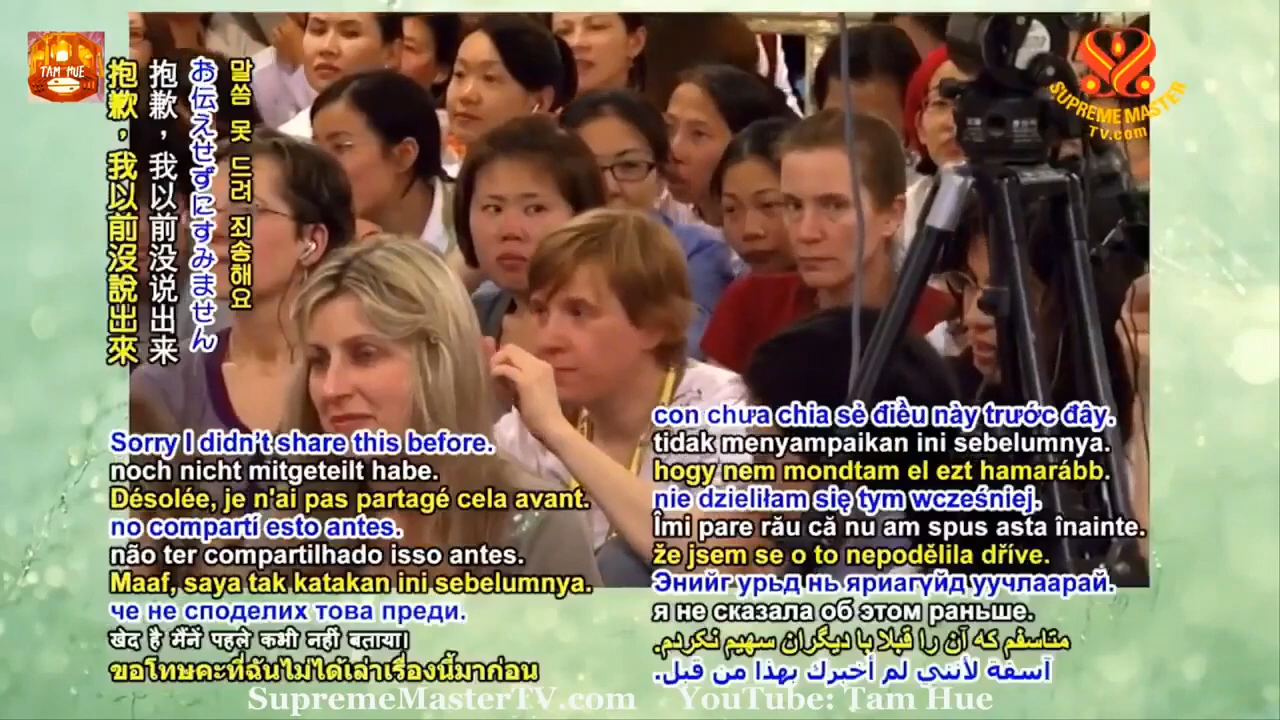 TAM HUE
SUPREME MASTER
TV.com
抱歉，我以前沒說出來
抱歉，我以前没说出来
お伝えせずにすみません
말씀 못 드려 죄송해요
Sorry I didn't share this before.
noch nicht mitgeteilt habe.
Désolée, je n'ai pas partagé cela avant.
no compartí esto antes.
não ter compartilhado isso antes.
Maaf, saya tak katakan ini sebelumnya.
че не споделих това преди.
खेद है मैंनें पहले कभी नहीं बताया।
ขอโทษคะที่ฉันไม่ได้เล่าเรื่องนี้มาก่อน
con chưa chia sẻ điều này trước đây.
tidak menyampaikan ini sebelumnya.
hogy nem mondtam el ezt hamarább.
nie dzieliłam się tym wcześniej.
Îmi pare rău că nu am spus asta înainte.
že jsem se o to nepodělila dříve.
Энийг урьд нь яриагүйд уучлаарай.
я не сказала об этом раньше.
متاسفم که آن را قبلا با دیگران سهیم نکردم.
آسفة لأنني لم أخبرك بهذا من قبل.
SupremeMasterTV.com YouTube: Tam Hue